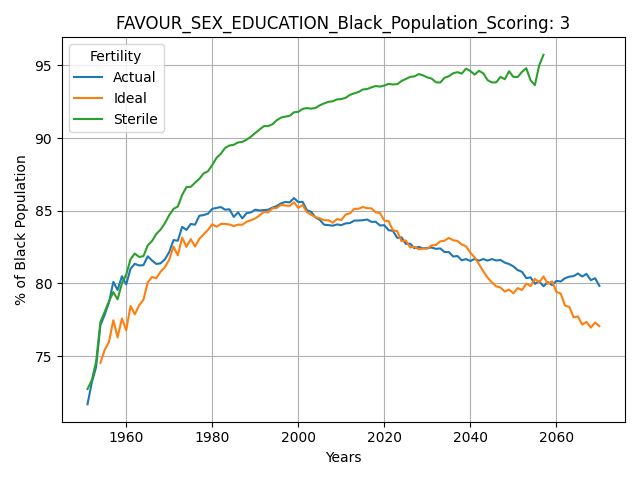 FAVOUR_SEX_EDUCATION_Black_Population_Scoring: 3
Fertility
Actual
Ideal
Sterile
% of Black Population
95
90
85
80
75
1960
1980
2000
2020
2040
2060
Years